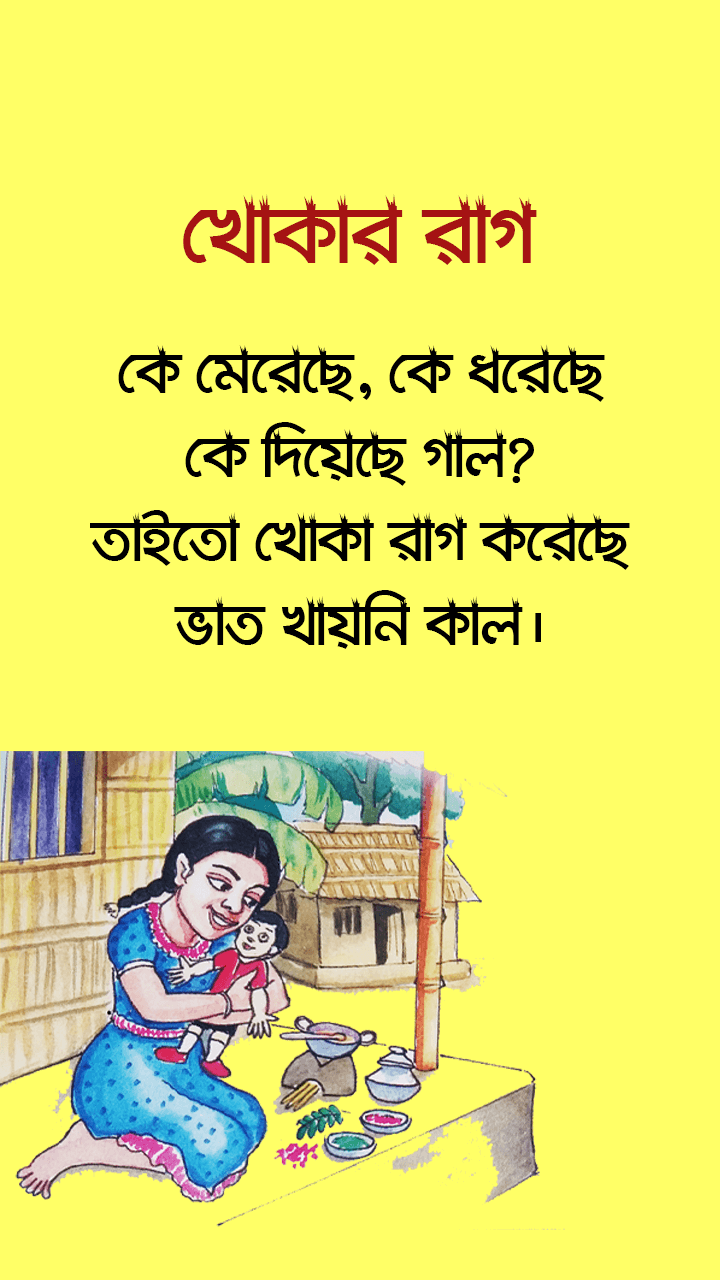 খোকার রাগ
কে মেরেছে, কে ধরেছে
কে দিয়েছে গাল?
তাইতো খোকা রাগ করেছে
ভাত খায়নি কাল।